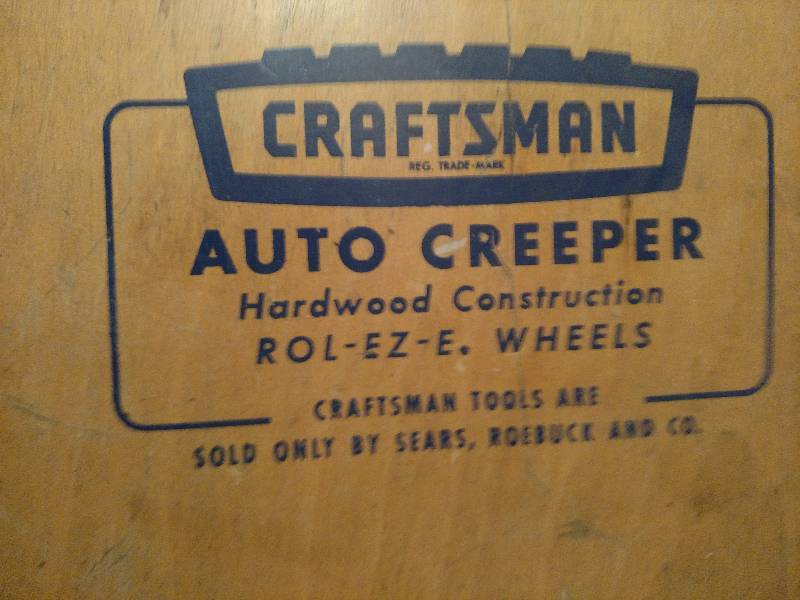 CRAFTSMAN
REG. TRADE-MARK
AUTO CREEPER
Hardwood Construction
ROL-EZ-E. WHEELS
CRAFTSMAN TOOLS ARE
SOLD ONLY BY SEARS, ROEBUCK AND CO.